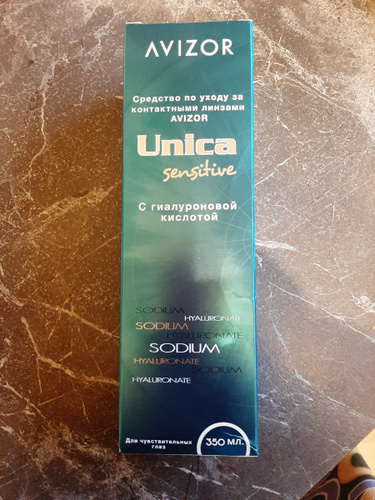 AVIZOR
Средство по уходу за
контактными линзами
AVIZOR
Unica
sensitive
С гиалуроновой
кислотой
SODIUM
HYALURONATE
SODIUM
HYALURONATE
SODIUM
HYALURONATE
SODIUM
HYALURONATE
Для чувствительных
глаз
350 МЛ.